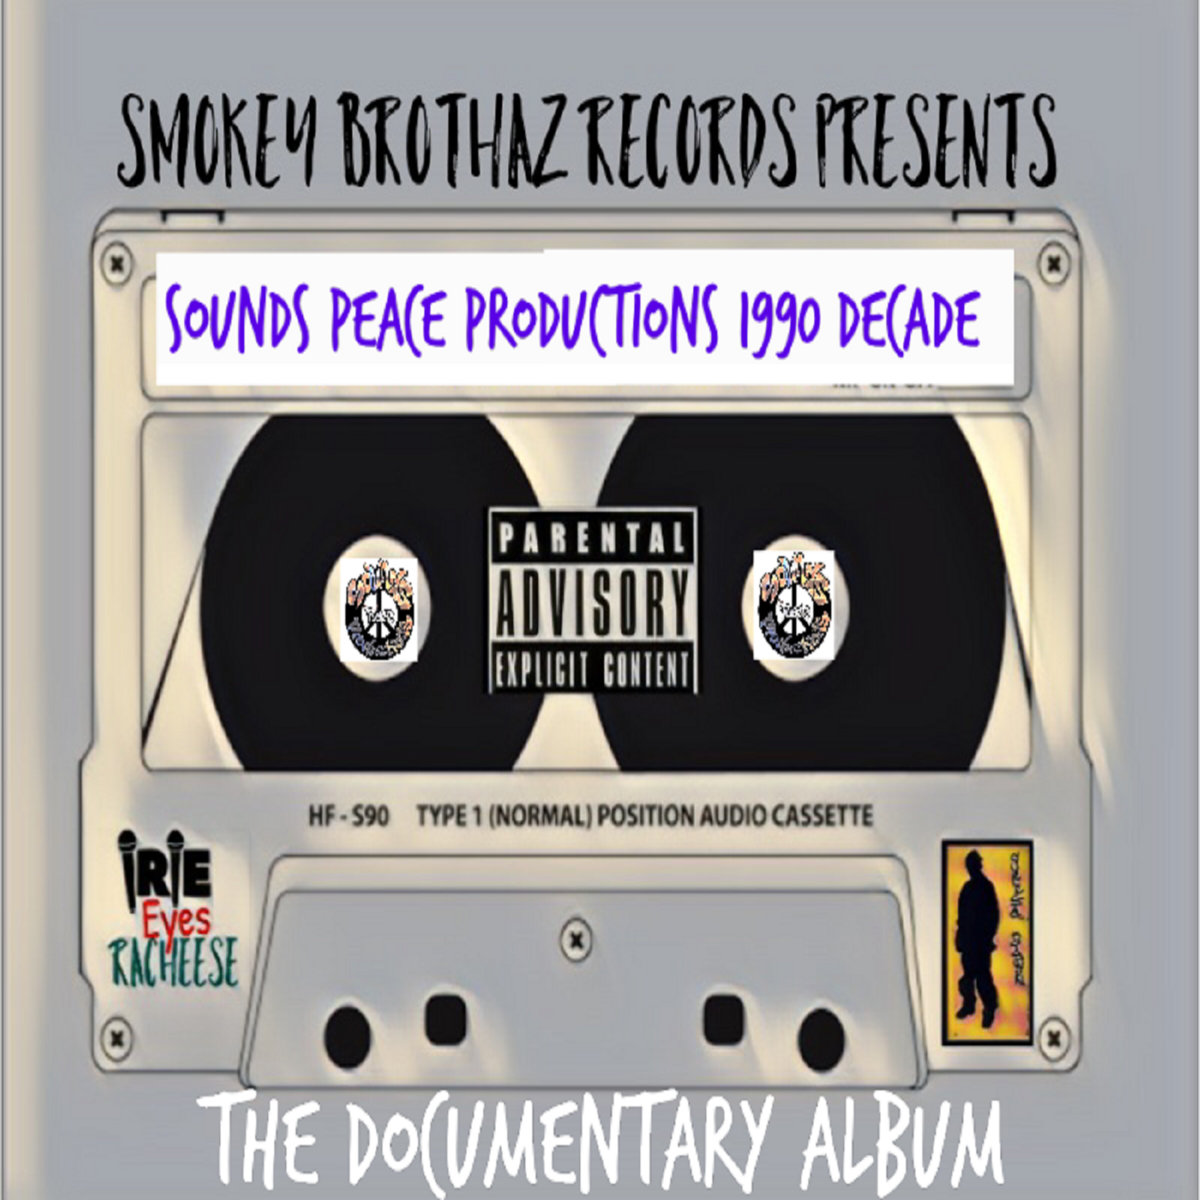 SMOKEY BROTHAZ RECORDS PRESENTS
SOUNDS PEACE PRODUCTIONS 1990 DECADE
PARENTAL
ADVISORY
EXPLICIT CONTENT
HF - S90 TYPE 1 (NORMAL) POSITION AUDIO CASSETTE
IRIE
Eyes
RACHEESE
THE DOCUMENTARY ALBUM